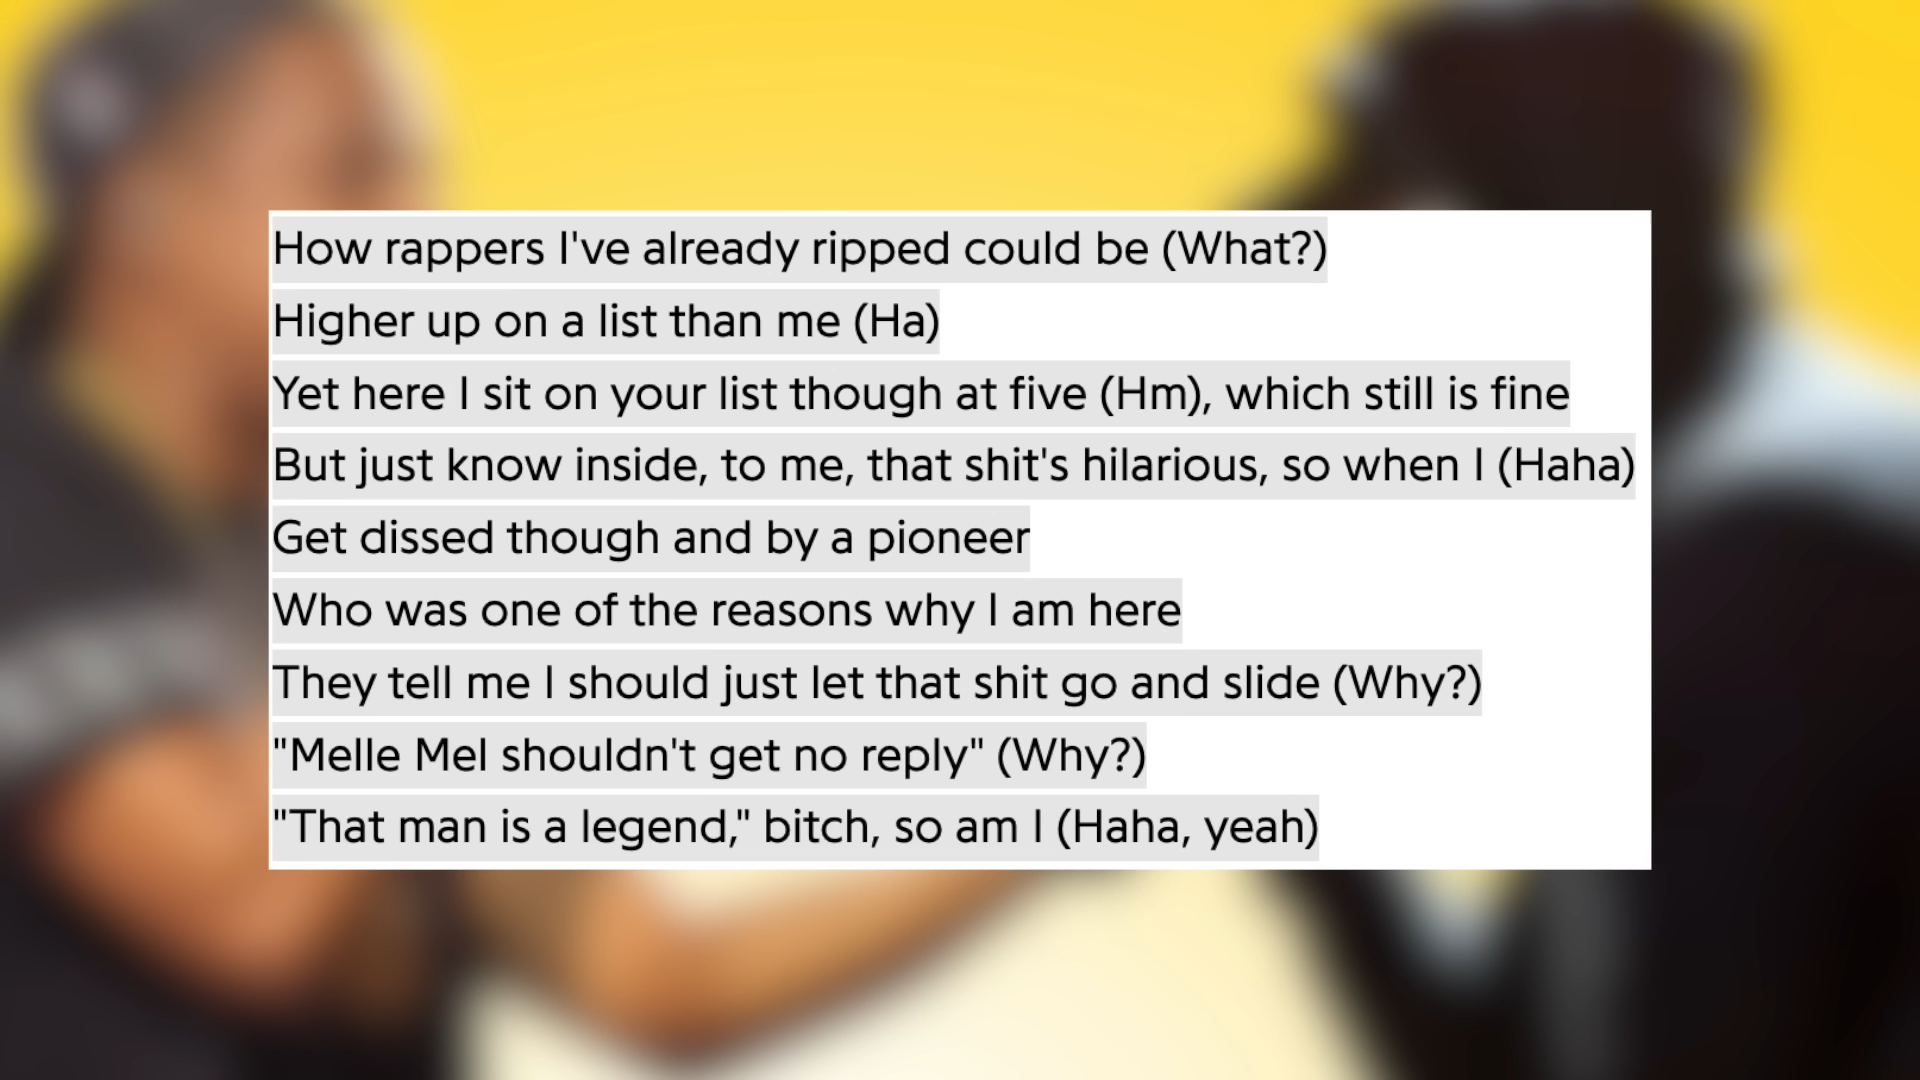 How rappers I've already ripped could be (What?)
Higher up on a list than me (Ha)
Yet here I sit on your list though at five (Hm), which still is fine
But just know inside, to me, that shit's hilarious, so when I (Haha)
Get dissed though and by a pioneer
Who was one of the reasons why I am here
They tell me I should just let that shit go and slide (Why?)
"Melle Mel shouldn't get no reply" (Why?)
"That man is a legend," bitch, so am I (Haha, yeah)